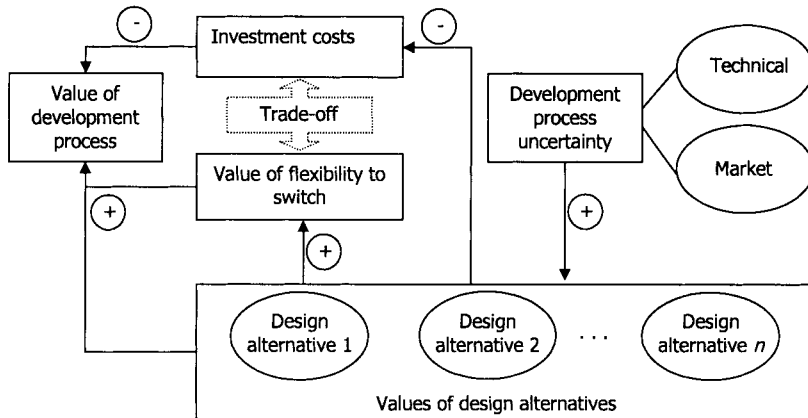 -
Investment costs
-
Technical
Value of
development
process
Trade-off
Development
process
uncertainty
Market
Value of flexibility to
switch
+
+
+
Design
alternative 1
Design
alternative 2
. . .
Design
alternative n
Values of design alternatives